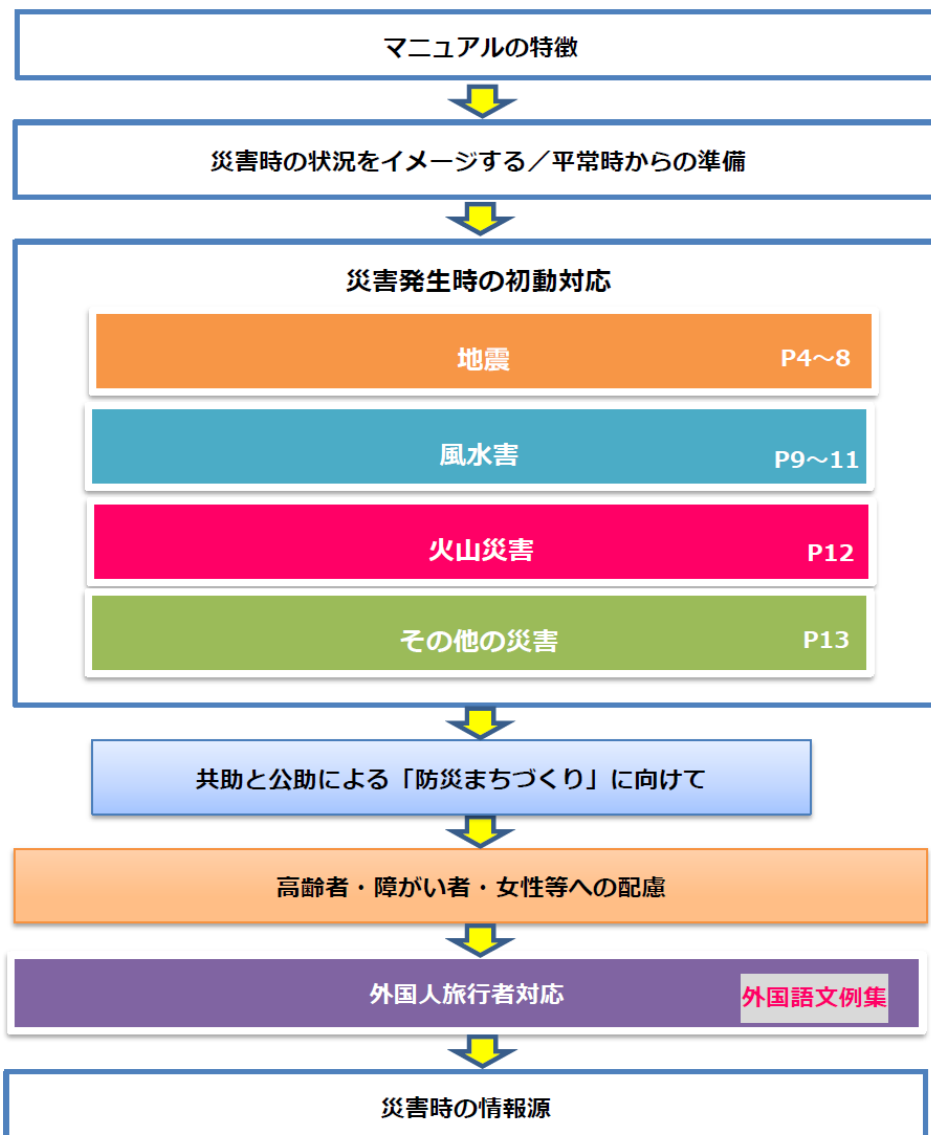 マニュアルの特徴
災害時の状況をイメージする／平常時からの準備
災害発生時の初動対応
地震 P4～8
風水害 P9～11
火山災害 P12
その他の災害 P13
共助と公助による「防災まちづくり」に向けて
高齢者・障がい者・女性等への配慮
外国人旅行者対応 外国語文例集
災害時の情報源